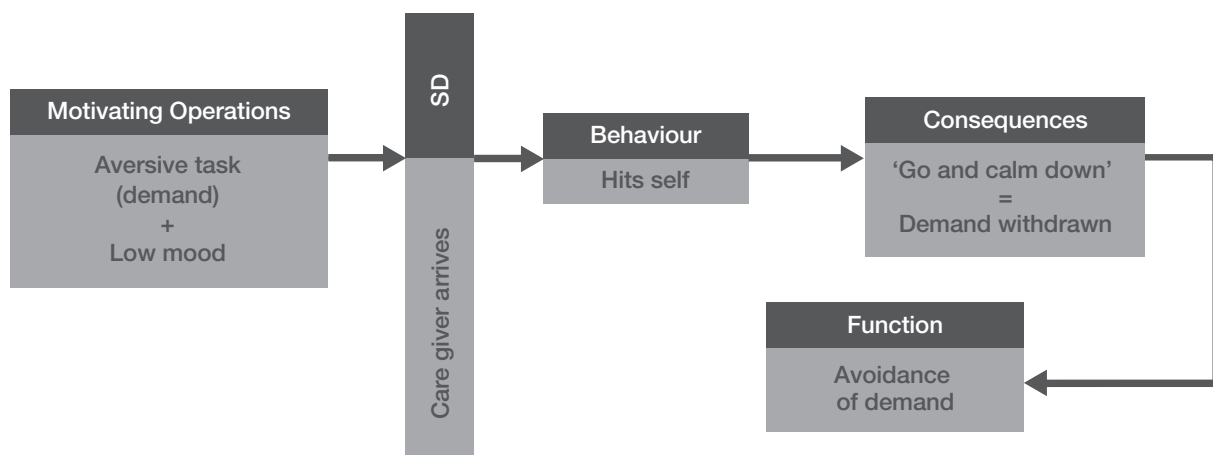 Motivating Operations
Aversive task
(demand)
+
Low mood
SD
Care giver arrives
Behaviour
Hits self
Consequences
‘Go and calm down’
=
Demand withdrawn
Function
Avoidance
of demand